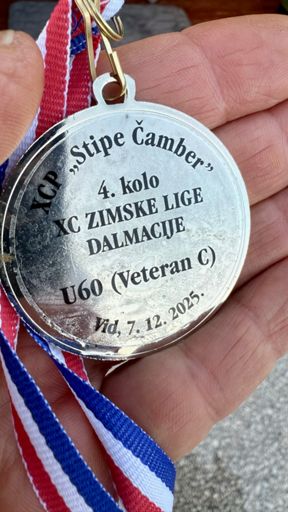 XCP „Stipe Čamber”
4. kolo
XC ZIMSKE LIGE
DALMACIJE
U60 (Veteran C)
Vid, 7. 12. 2025.